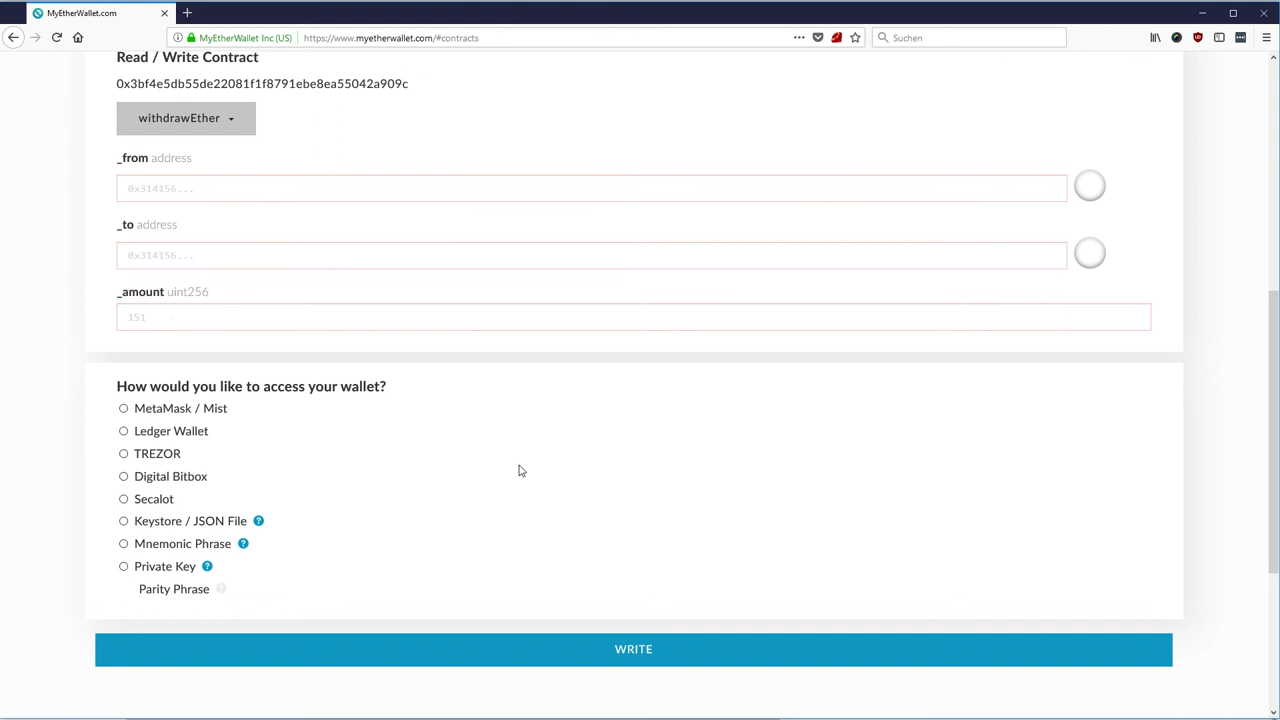 MyEtherWallet.com
MyEtherWallet Inc (US)
https://www.myetherwallet.com/#contracts
Suchen
Read / Write Contract
0x3bf4e5db55de22081f1f8791ebe8ea55042a909c
withdrawEther
_from address
0x314156...
_to address
0x314156...
_amount uint256
151
How would you like to access your wallet?
MetaMask / Mist
Ledger Wallet
TREZOR
Digital Bitbox
Secalot
Keystore / JSON File ?
Mnemonic Phrase ?
Private Key ?
Parity Phrase ?
WRITE